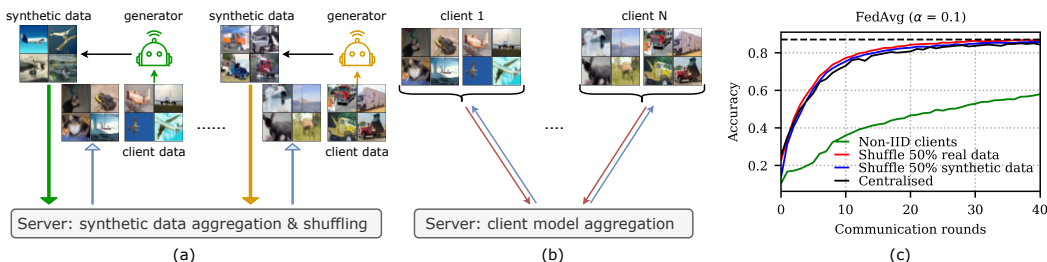 synthetic data
generator
synthetic data
generator
client data
......
client data
Server: synthetic data aggregation & shuffling
(a)
client 1
client N
....
Server: client model aggregation
(b)
FedAvg (α = 0.1)
Accuracy
0.8
0.6
0.4
0.2
Non-IID clients
Shuffle 50% real data
Shuffle 50% synthetic data
Centralised
0 10 20 30 40
Communication rounds
(c)